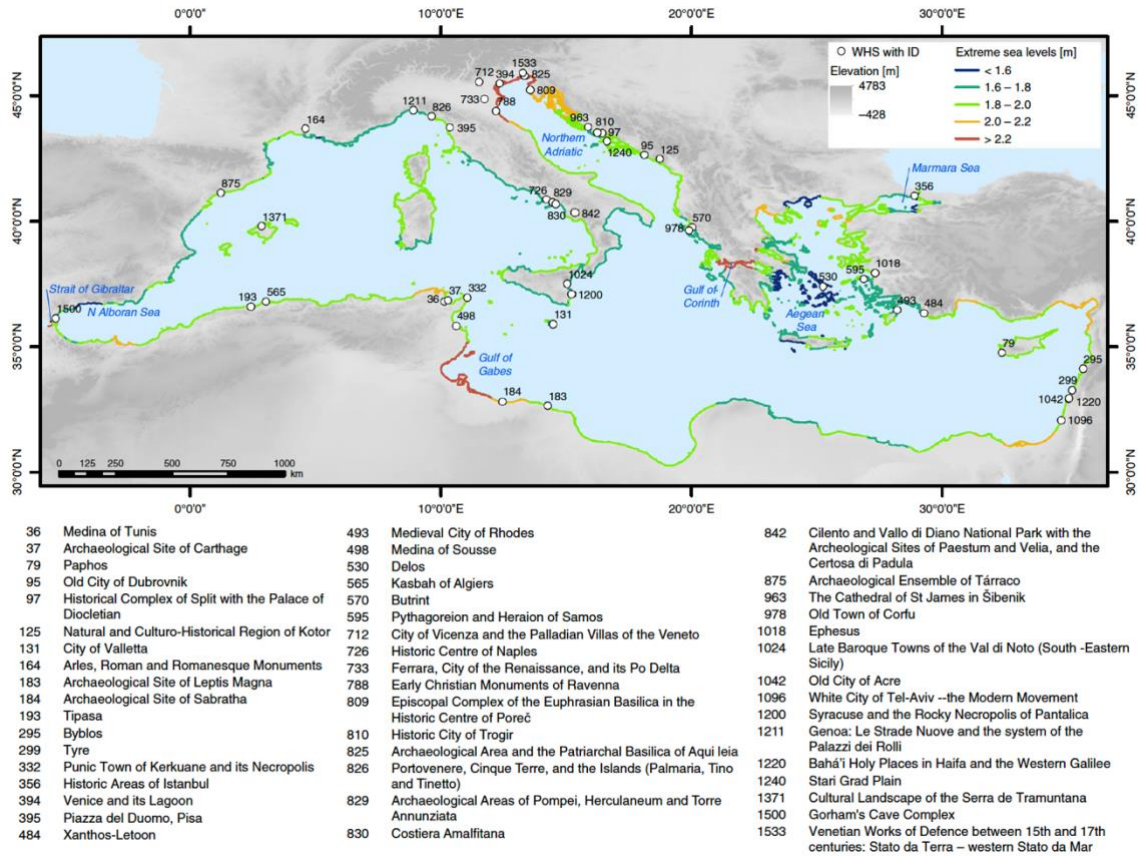 0°0'0" 10°0'0"E 20°0'0"E 30°0'0"E
45°0'0"N
40°0'0"N
35°0'0"N
30°0'0"N
45°0'0"N
40°0'0"N
35°0'0"N
30°0'0"N
WHS with ID
Elevation [m]
4783
–428
Extreme sea levels [m]
< 1.6
1.6 – 1.8
1.8 – 2.0
2.0 – 2.2
> 2.2
1533
712 394 825
733 788 809
1211 826
164 395
963 810
Northern
Adriatic
97
1240
95 125
Marmara Sea
356
875
1371
726 829
830 842
570
978
1024
1200
Strait of Gibraltar
1500
N Alboran Sea
193 565
36 37 332
498
131
Gulf of
Corinth
530
595 1018
Aegean
Sea
493 484
79
Gulf of
Gabes
184 183
295
299
1042 1220
1096
0 125 250 500 750 1000
km
0°0'0" 10°0'0"E 20°0'0"E 30°0'0"E
36 Medina of Tunis
37 Archaeological Site of Carthage
79 Paphos
95 Old City of Dubrovnik
97 Historical Complex of Split with the Palace of
Diocletian
125 Natural and Culturo-Historical Region of Kotor
131 City of Valletta
164 Arles, Roman and Romanesque Monuments
183 Archaeological Site of Leptis Magna
184 Archaeological Site of Sabratha
193 Tipasa
295 Byblos
299 Tyre
332 Punic Town of Kerkuane and its Necropolis
356 Historic Areas of Istanbul
394 Venice and its Lagoon
395 Piazza del Duomo, Pisa
484 Xanthos-Letoon
493 Medieval City of Rhodes
498 Medina of Sousse
530 Delos
565 Kasbah of Algiers
570 Butrint
595 Pythagoreion and Heraion of Samos
712 City of Vicenza and the Palladian Villas of the Veneto
726 Historic Centre of Naples
733 Ferrara, City of the Renaissance, and its Po Delta
788 Early Christian Monuments of Ravenna
809 Episcopal Complex of the Euphrasian Basilica in the
Historic Centre of Poreč
810 Historic City of Trogir
825 Archaeological Area and the Patriarchal Basilica of Aqui leia
826 Portovenere, Cinque Terre, and the Islands (Palmaria, Tino
and Tinetto)
829 Archaeological Areas of Pompei, Herculaneum and Torre
Annunziata
830 Costiera Amalfitana
842 Cilento and Vallo di Diano National Park with the
Archeological Sites of Paestum and Velia, and the
Certosa di Padula
875 Archaeological Ensemble of Tárraco
963 The Cathedral of St James in Šibenik
978 Old Town of Corfu
1018 Ephesus
1024 Late Baroque Towns of the Val di Noto (South -Eastern
Sicily)
1042 Old City of Acre
1096 White City of Tel-Aviv --the Modern Movement
1200 Syracuse and the Rocky Necropolis of Pantalica
1211 Genoa: Le Strade Nuove and the system of the
Palazzi dei Rolli
1220 Bahá'i Holy Places in Haifa and the Western Galilee
1240 Stari Grad Plain
1371 Cultural Landscape of the Serra de Tramuntana
1500 Gorham's Cave Complex
1533 Venetian Works of Defence between 15th and 17th
centuries: Stato da Terra – western Stato da Mar